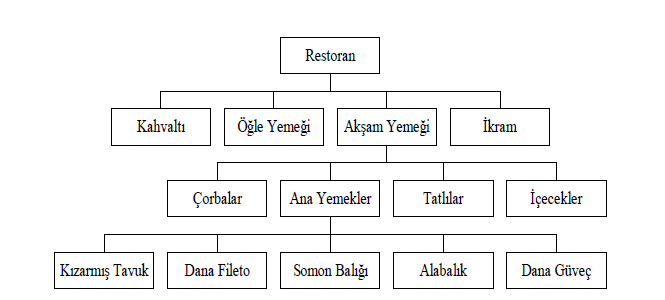 Restoran
Kahvaltı
Öğle Yemeği
Akşam Yemeği
İkram
Çorbalar
Ana Yemekler
Tatlılar
İçecekler
Kızarmış Tavuk
Dana Fileto
Somon Balığı
Alabalık
Dana Güveç